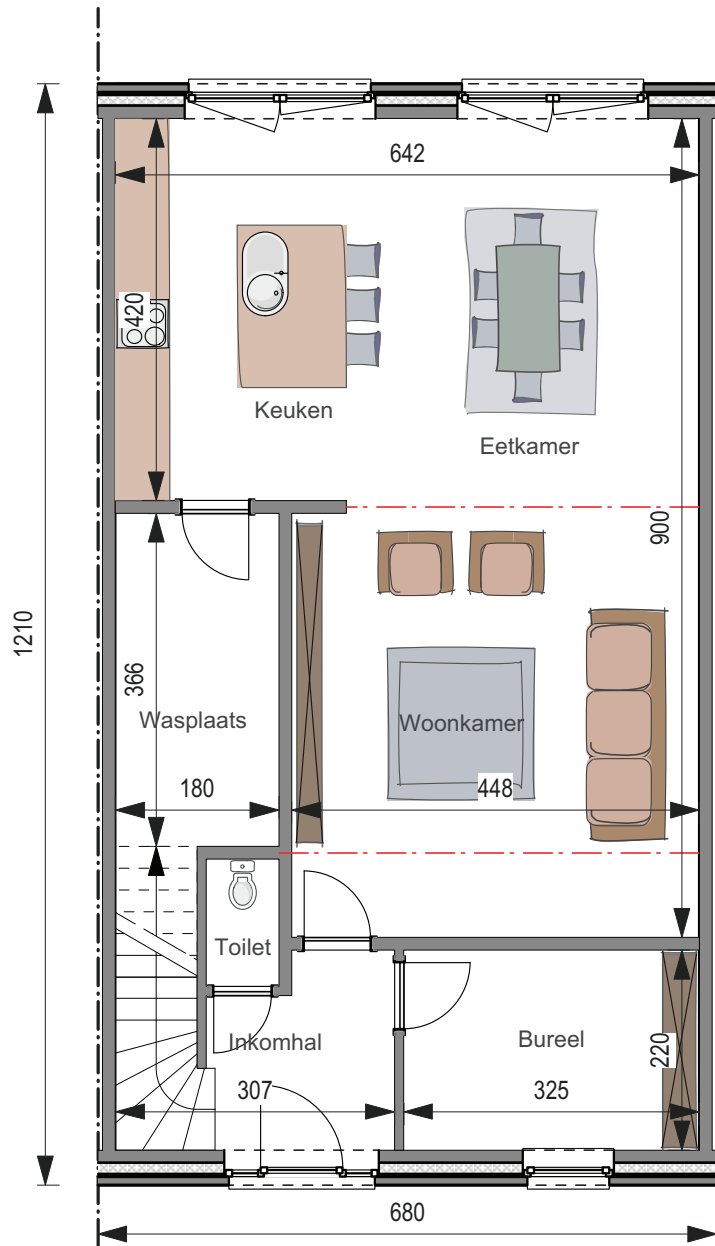 642
420
Keuken
Eetkamer
900
1210
366
Wasplaats
Woonkamer
180
448
Toilet
Inkomhal
Bureel
220
307
325
680